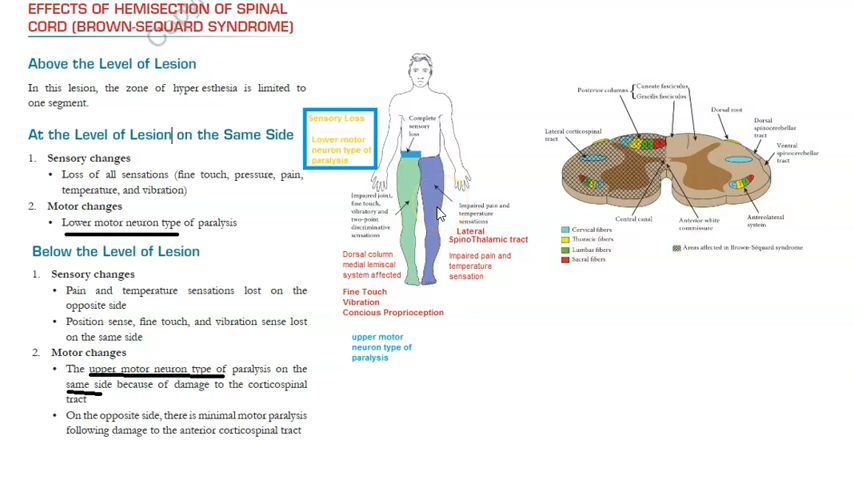 EFFECTS OF HEMISECTION OF SPINAL
CORD (BROWN-SEQUARD SYNDROME)
Above the Level of Lesion
In this lesion, the zone of hyper esthesia is limited to
one segment.
At the Level of Lesion on the Same Side
1. Sensory changes
• Loss of all sensations (fine touch, pressure, pain,
temperature, and vibration)
2. Motor changes
• Lower motor neuron type of paralysis
Below the Level of Lesion
1. Sensory changes
• Pain and temperature sensations lost on the
opposite side
• Position sense, fine touch, and vibration sense lost
on the same side
2. Motor changes
• The upper motor neuron type of paralysis on the
same side because of damage to the corticospinal
tract
• On the opposite side, there is minimal motor paralysis
following damage to the anterior corticospinal tract
Sensory Loss
Lower motor
neuron type of
paralysis
Complete
sensory
loss
Impaired joint,
fine touch,
vibratory and
two-point
discriminative
sensations
Impaired pain and
temperature
sensations
Lateral
SpinoThalamic tract
Impaired pain and
temperature
sensation
Dorsal column
medial lemiscal
system affected
Fine Touch
Vibration
Concious Proprioception
upper motor
neuron type of
paralysis
Posterior columns
Cuneate fasciculus
Gracilis fasciculus
Dorsal root
Dorsal
spinocerebellar
tract
Ventral
spinocerebellar
tract
Lateral corticospinal
tract
Central canal
Anterior white
commissure
Anterolateral
system
Cervical fibers
Thoracic fibers
Lumbar fibers
Sacral fibers
Areas affected in Brown-Séquard syndrome